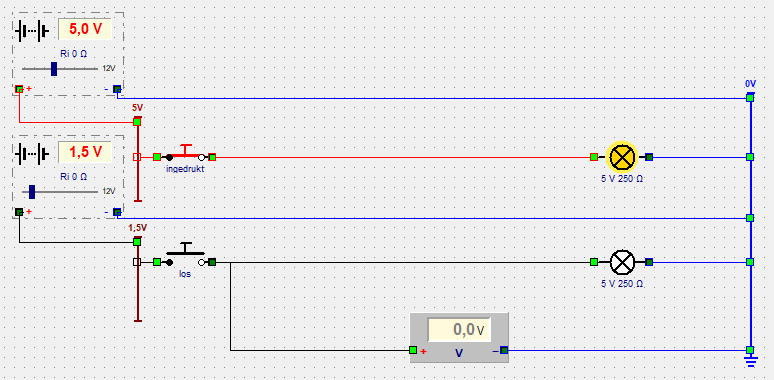 5,0 V
Ri 0 Ω
12V
+ -
0V
5V
ingedrukt
5 V 250 Ω
1,5 V
Ri 0 Ω
12V
+ -
1,5V
los
5 V 250 Ω
0,0 V
+ V −